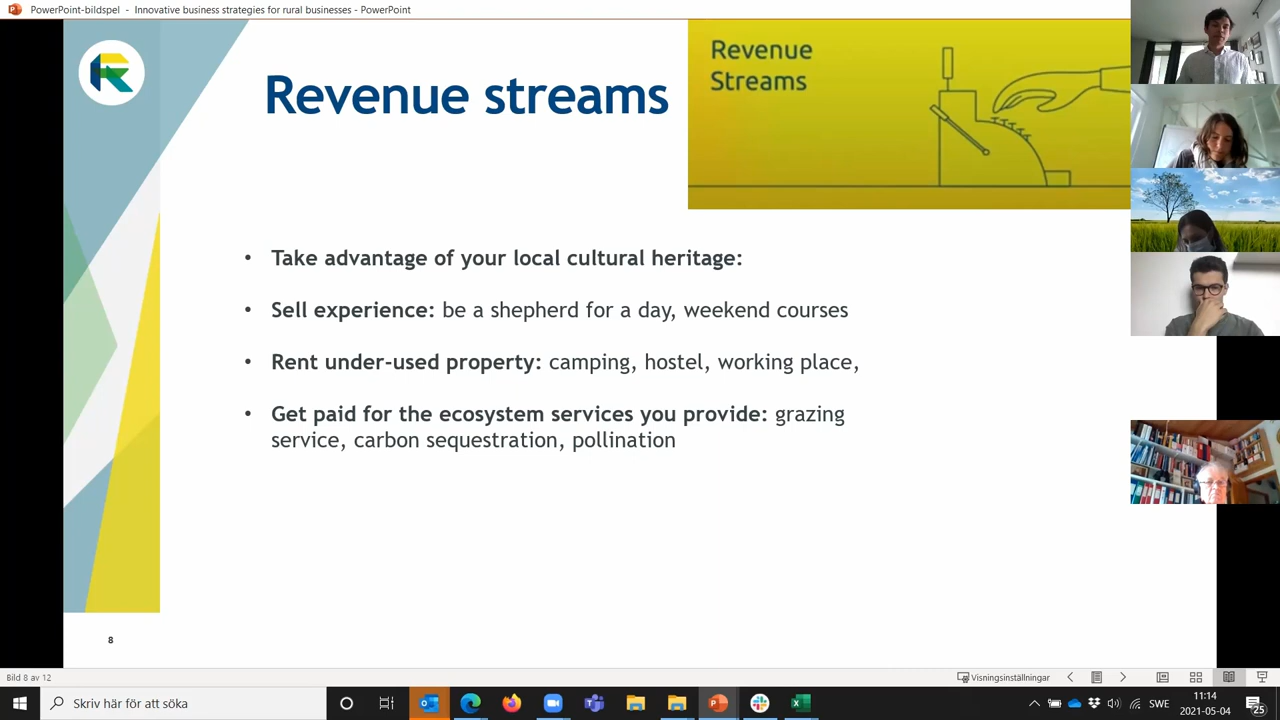 PowerPoint-bildspel - Innovative business strategies for rural businesses - PowerPoint
Revenue streams
Revenue
Streams
• Take advantage of your local cultural heritage:
• Sell experience: be a shepherd for a day, weekend courses
• Rent under-used property: camping, hostel, working place,
• Get paid for the ecosystem services you provide: grazing
service, carbon sequestration, pollination
8
Bild 8 av 12
Visningsinställningar
Skriv här för att söka
SWE
11:14
2021-05-04
25